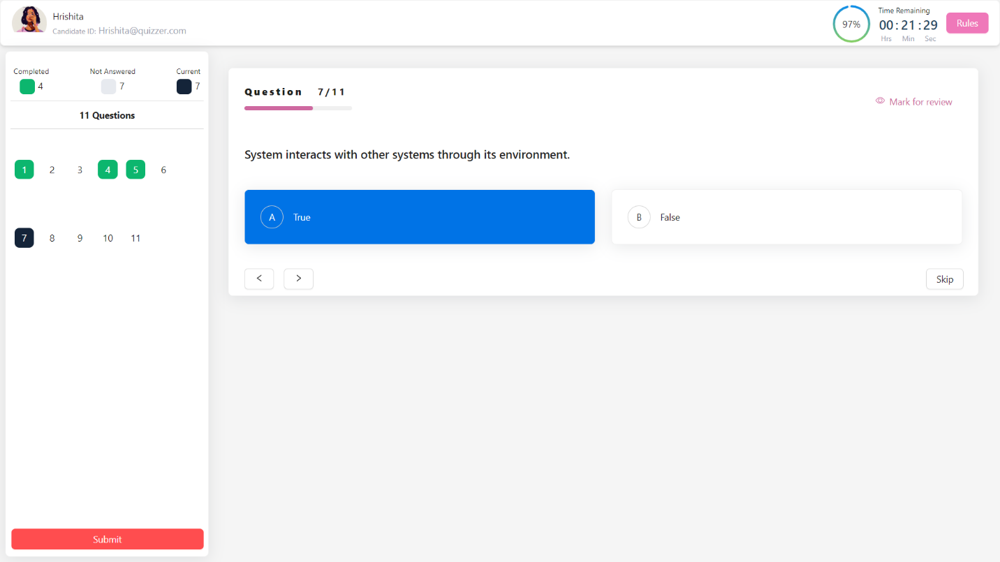 Hrishita
Candidate ID: Hrishita@quizzer.com
97%
Time Remaining
00:21:29
Hrs Min Sec
Rules
Completed Not Answered Current
4 7 7
11 Questions
1 2 3 4 5 6
7 8 9 10 11
Submit
Question 7/11
Mark for review
System interacts with other systems through its environment.
A True
B False
< >
Skip